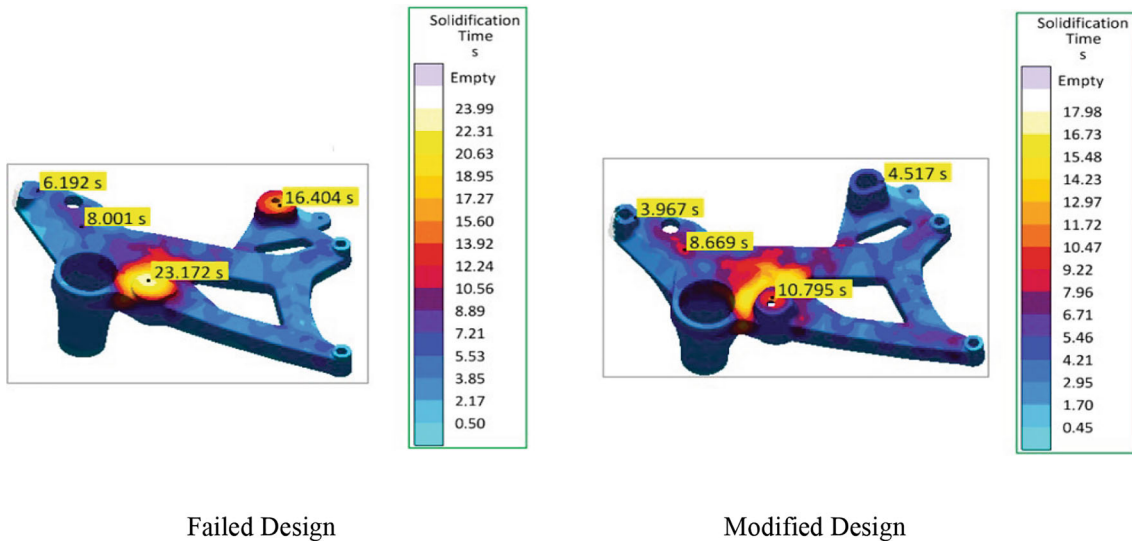 Solidification
Time
s
Empty
23.99
22.31
20.63
18.95
17.27
15.60
13.92
12.24
10.56
8.89
7.21
5.53
3.85
2.17
0.50
6.192 s
8.001 s
16.404 s
23.172 s
Solidification
Time
s
Empty
17.98
16.73
15.48
14.23
12.97
11.72
10.47
9.22
7.96
6.71
5.46
4.21
2.95
1.70
0.45
4.517 s
3.967 s
8.669 s
10.795 s
Failed Design
Modified Design